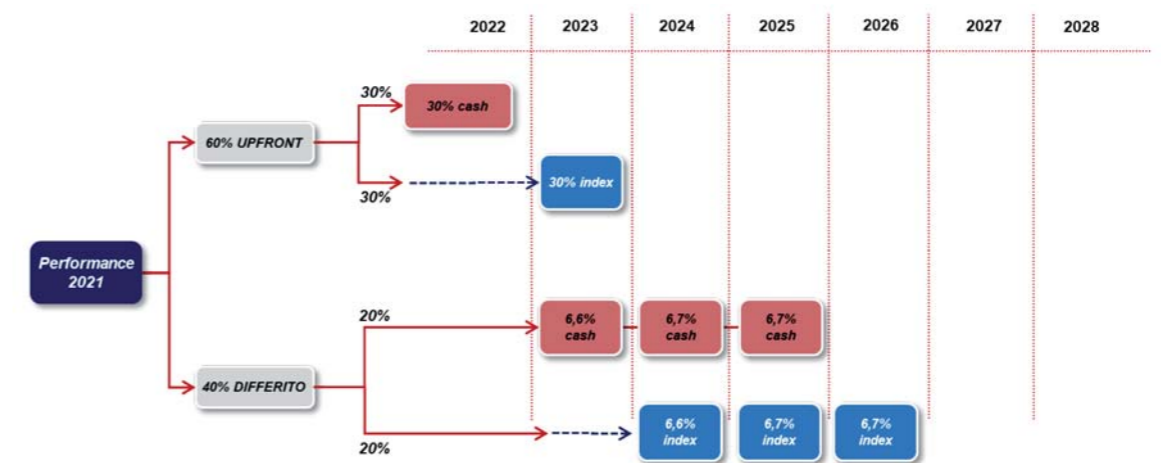 2022 2023 2024 2025 2026 2027 2028
30%
30% cash
60% UPFRONT
30% index
30%
Performance
2021
20%
6,6%
cash
6,7%
cash
6,7%
cash
40% DIFFERITO
20%
6,6%
index
6,7%
index
6,7%
index